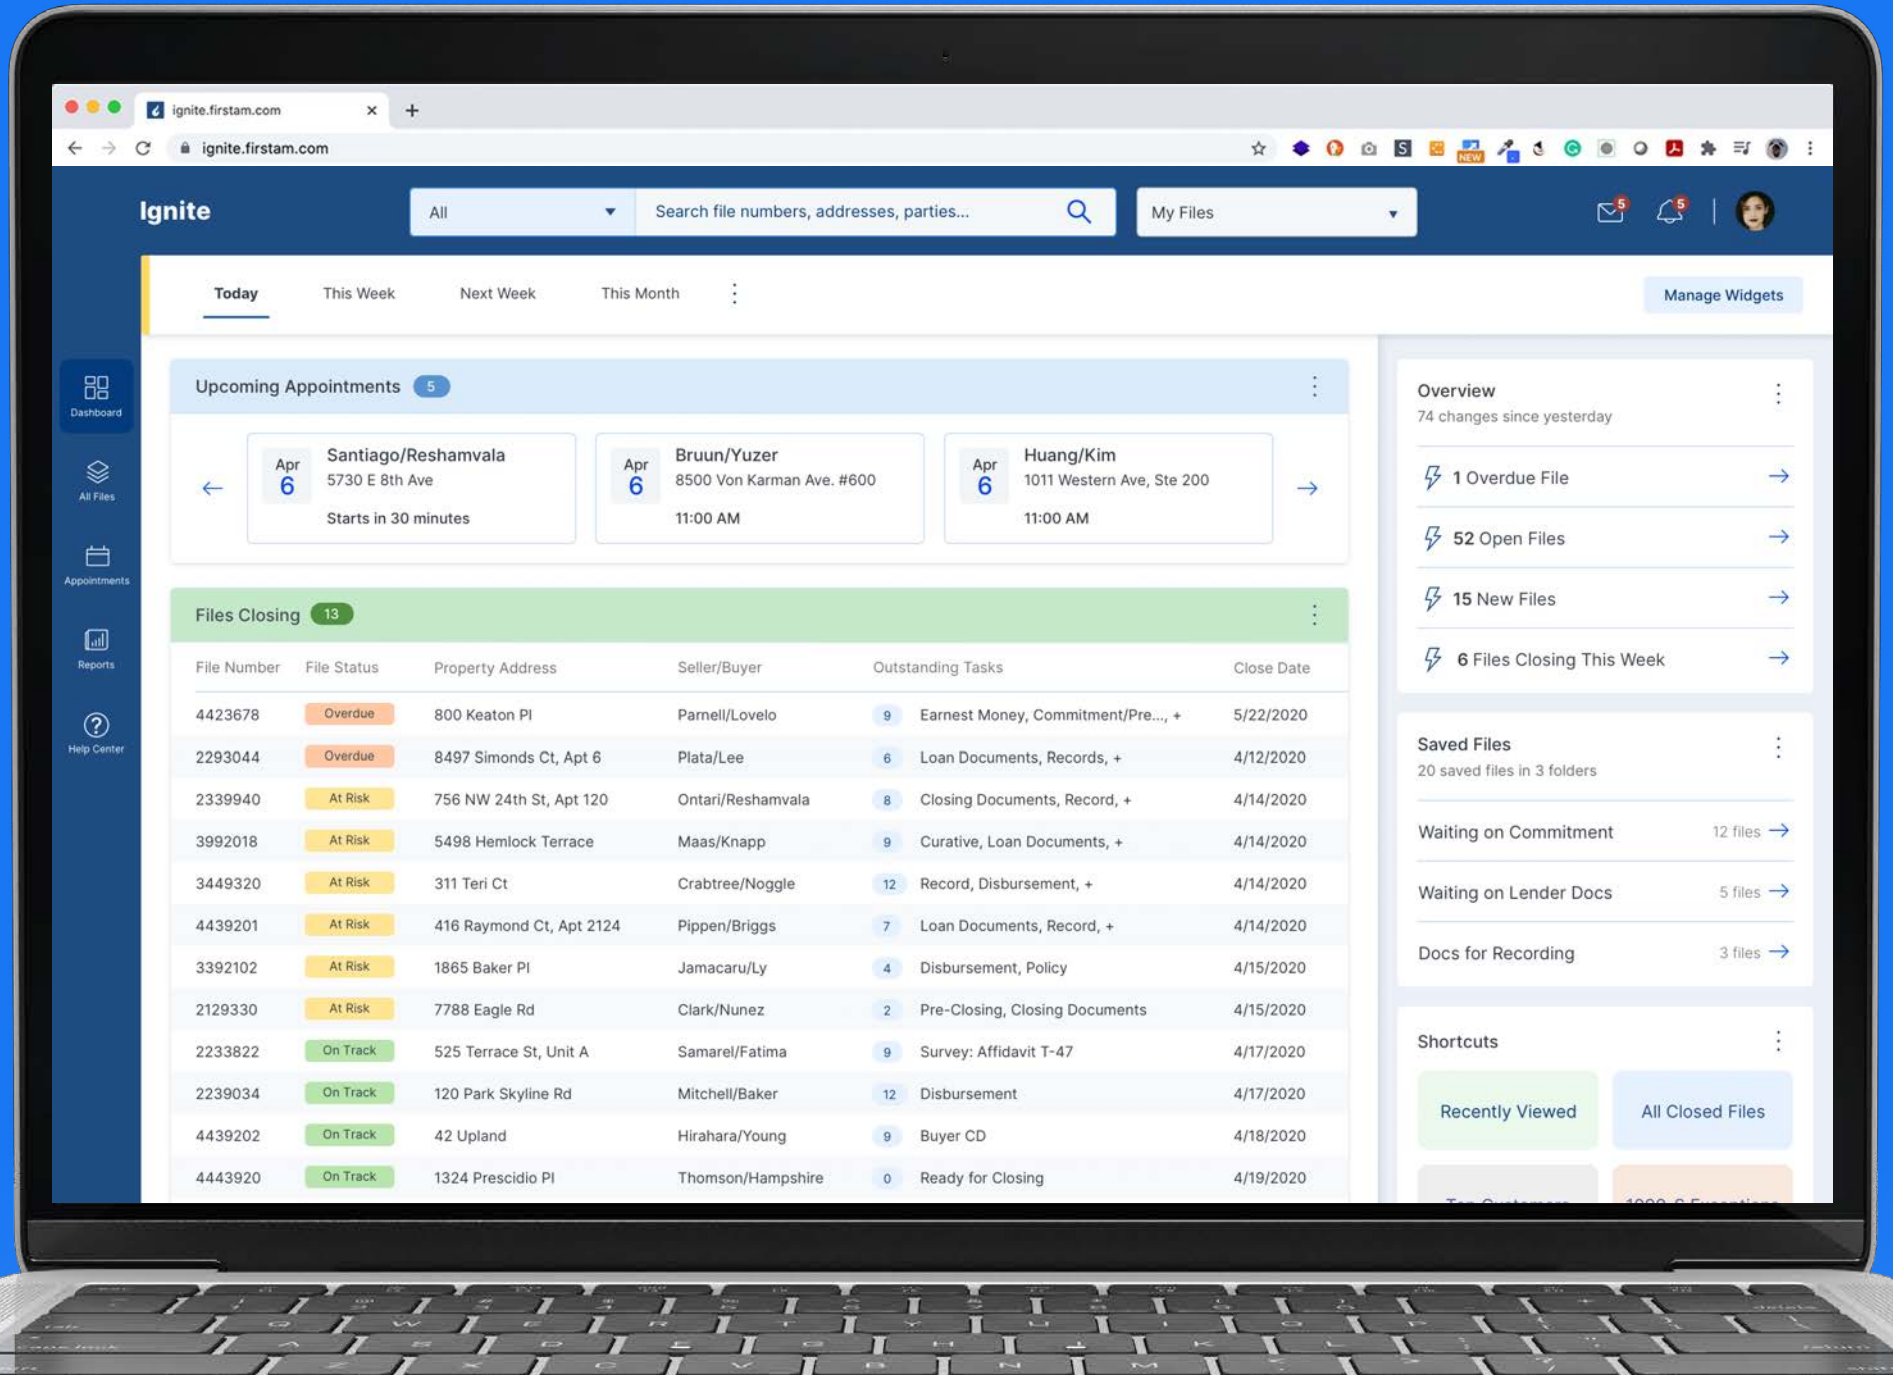 ignite.firstam.com
ignite.firstam.com
S
NEW
Ignite
All
Search file numbers, addresses, parties...
My Files
5
5
Today
This Week
Next Week
This Month
Manage Widgets
Dashboard
All Files
Appointments
Reports
Help Center
Upcoming Appointments 5
Apr
6
Santiago/Reshamvala
5730 E 8th Ave
Starts in 30 minutes
Apr
6
Bruun/Yuzer
8500 Von Karman Ave. #600
11:00 AM
Apr
6
Huang/Kim
1011 Western Ave, Ste 200
11:00 AM
Files Closing 13
File Number File Status Property Address Seller/Buyer Outstanding Tasks Close Date
4423678 Overdue 800 Keaton Pl Parnell/Lovelo 9 Earnest Money, Commitment/Pre..., + 5/22/2020
2293044 Overdue 8497 Simonds Ct, Apt 6 Plata/Lee 6 Loan Documents, Records, + 4/12/2020
2339940 At Risk 756 NW 24th St, Apt 120 Ontari/Reshamvala 8 Closing Documents, Record, + 4/14/2020
3992018 At Risk 5498 Hemlock Terrace Maas/Knapp 9 Curative, Loan Documents, + 4/14/2020
3449320 At Risk 311 Teri Ct Crabtree/Noggle 12 Record, Disbursement, + 4/14/2020
4439201 At Risk 416 Raymond Ct, Apt 2124 Pippen/Briggs 7 Loan Documents, Record, + 4/14/2020
3392102 At Risk 1865 Baker Pl Jamacaru/Ly 4 Disbursement, Policy 4/15/2020
2129330 At Risk 7788 Eagle Rd Clark/Nunez 2 Pre-Closing, Closing Documents 4/15/2020
2233822 On Track 525 Terrace St, Unit A Samarel/Fatima 9 Survey: Affidavit T-47 4/17/2020
2239034 On Track 120 Park Skyline Rd Mitchell/Baker 12 Disbursement 4/17/2020
4439202 On Track 42 Upland Hirahara/Young 9 Buyer CD 4/18/2020
4443920 On Track 1324 Prescidio Pl Thomson/Hampshire 0 Ready for Closing 4/19/2020
Overview
74 changes since yesterday
1 Overdue File
52 Open Files
15 New Files
6 Files Closing This Week
Saved Files
20 saved files in 3 folders
Waiting on Commitment 12 files
Waiting on Lender Docs 5 files
Docs for Recording 3 files
Shortcuts
Recently Viewed
All Closed Files